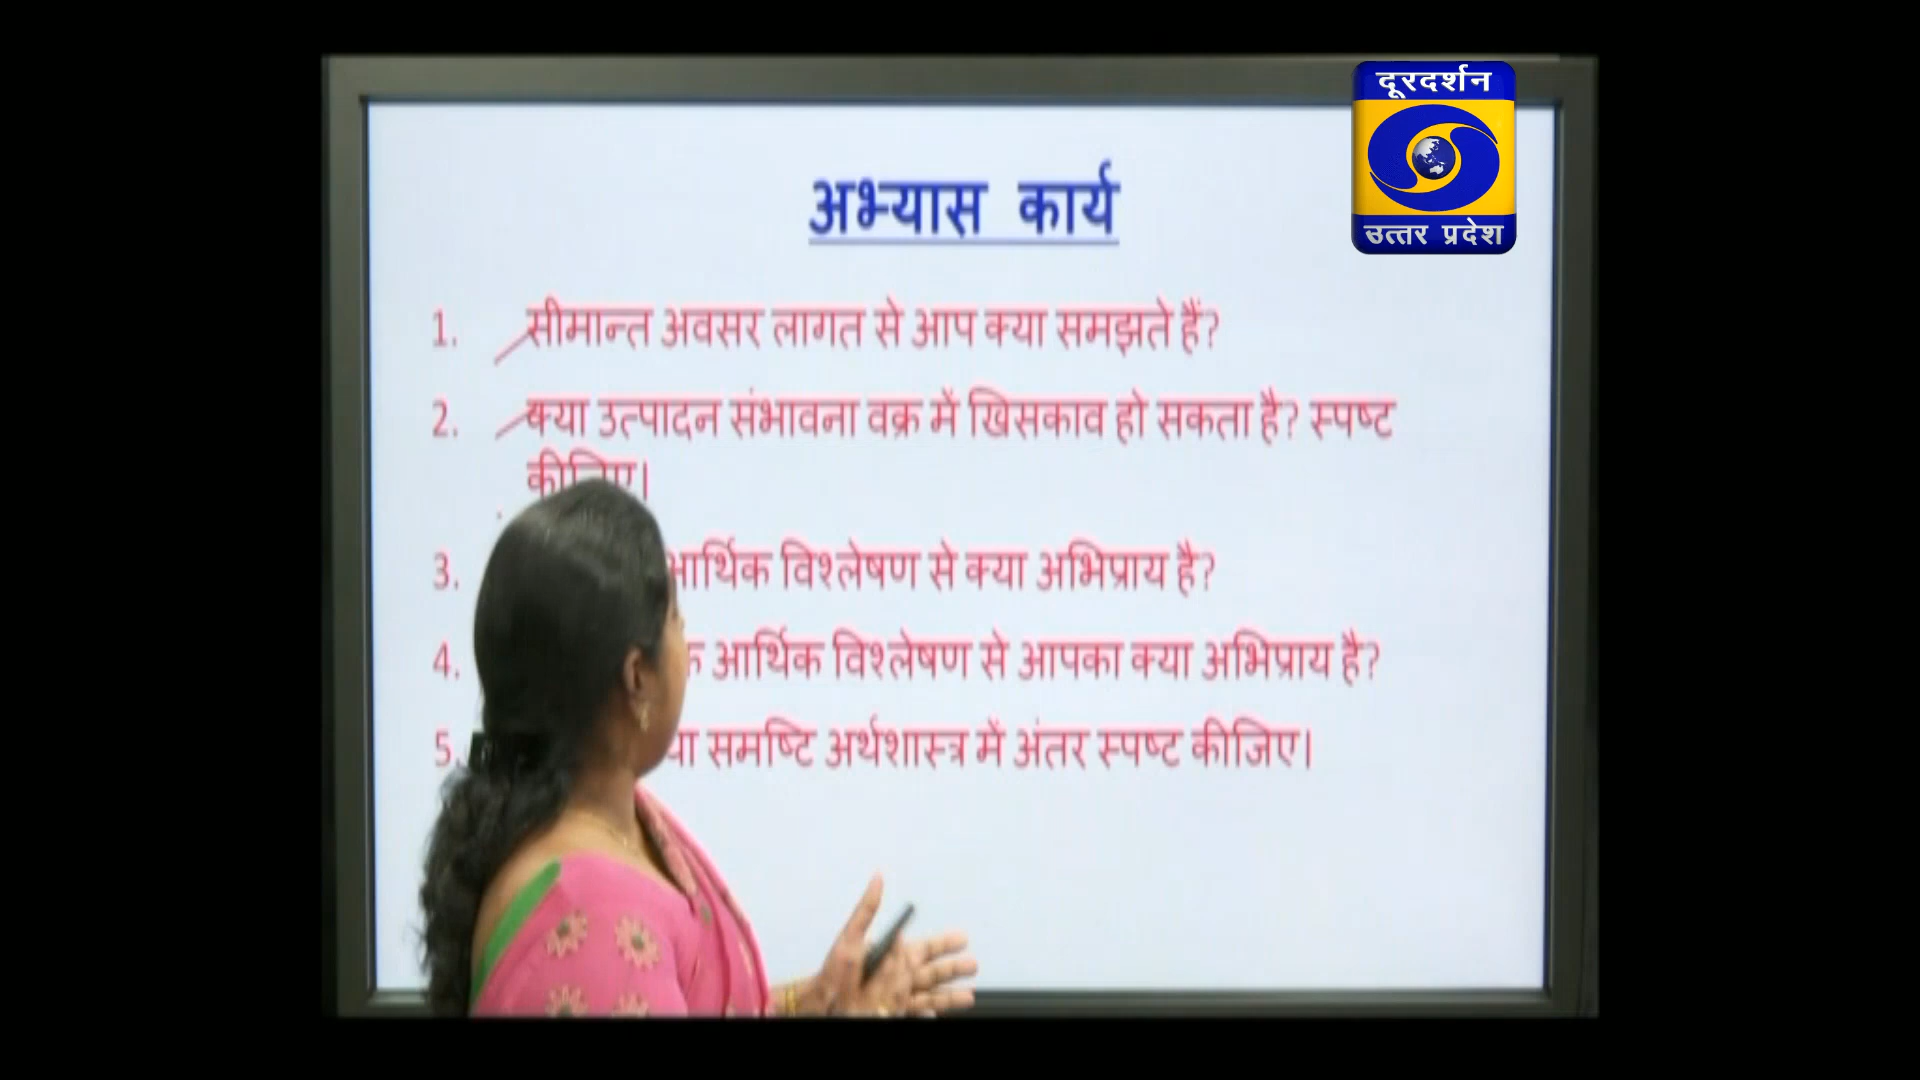 दूरदर्शन
उत्तर प्रदेश
अभ्यास कार्य
1. सीमान्त अवसर लागत से आप क्या समझते हैं?
2. क्या उत्पादन संभावना वक्र में खिसकाव हो सकता है? स्पष्ट
कीजिए।
3. आर्थिक विश्लेषण से क्या अभिप्राय है?
4. आर्थिक विश्लेषण से आपका क्या अभिप्राय है?
5. समष्टि अर्थशास्त्र में अंतर स्पष्ट कीजिए।